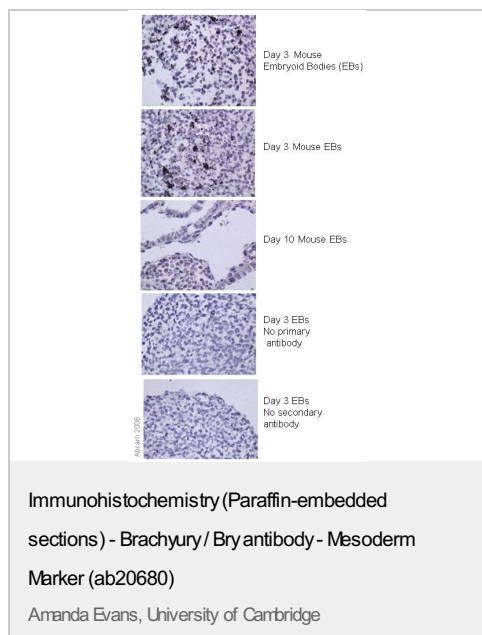 Day 3 Mouse
Embryoid Bodies (EBs)
Day 3 Mouse EBs
Day 10 Mouse EBs
Day 3 EBs
No primary
antibody
Day 3 EBs
No secondary
antibody
Abcam 2006
Immunohistochemistry (Paraffin-embedded
sections) - Brachyury / Bry antibody - Mesoderm
Marker (ab20680)
Amanda Evans, University of Cambridge